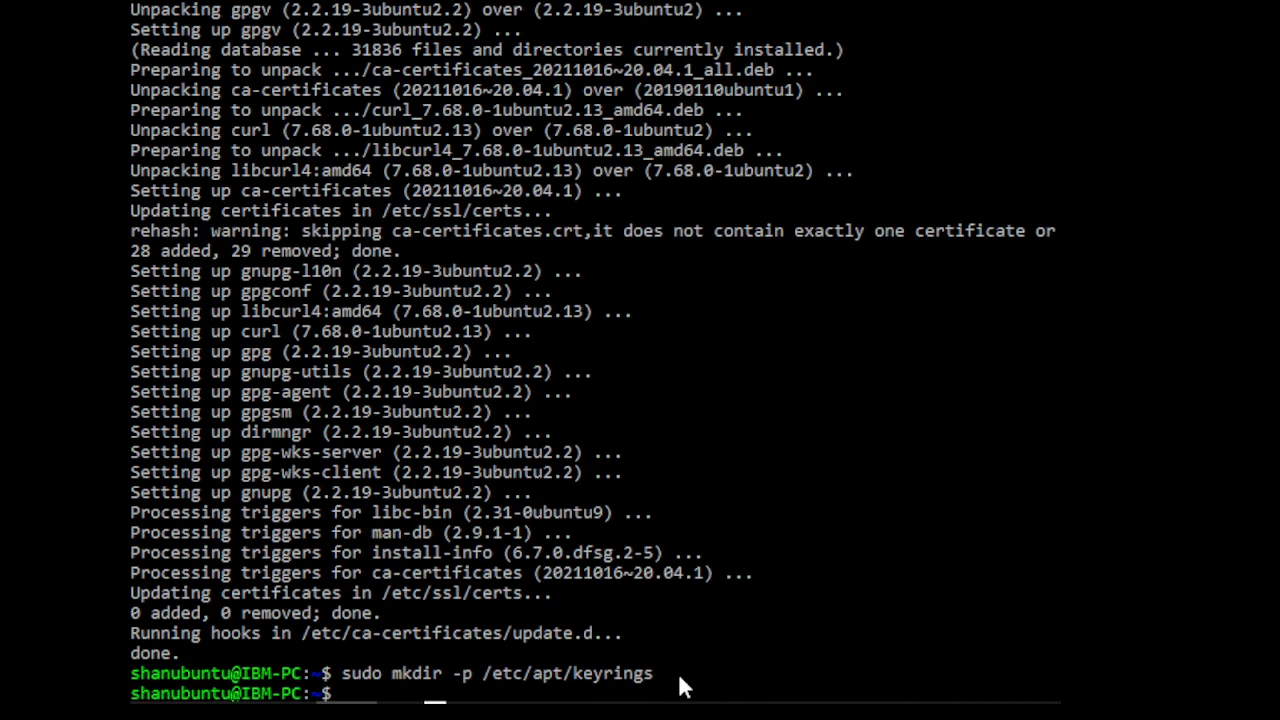 Unpacking gpgv (2.2.19-3ubuntu2.2) over (2.2.19-3ubuntu2) ...
Setting up gpgv (2.2.19-3ubuntu2.2) ...
(Reading database ... 31836 files and directories currently installed.)
Preparing to unpack .../ca-certificates_20211016~20.04.1_all.deb ...
Unpacking ca-certificates (20211016~20.04.1) over (20190110ubuntu1) ...
Preparing to unpack .../curl_7.68.0-1ubuntu2.13_amd64.deb ...
Unpacking curl (7.68.0-1ubuntu2.13) over (7.68.0-1ubuntu2) ...
Preparing to unpack .../libcurl4_7.68.0-1ubuntu2.13_amd64.deb ...
Unpacking libcurl4:amd64 (7.68.0-1ubuntu2.13) over (7.68.0-1ubuntu2) ...
Setting up ca-certificates (20211016~20.04.1) ...
Updating certificates in /etc/ssl/certs...
rehash: warning: skipping ca-certificates.crt,it does not contain exactly one certificate or
28 added, 29 removed; done.
Setting up gnupg-l10n (2.2.19-3ubuntu2.2) ...
Setting up gpgconf (2.2.19-3ubuntu2.2) ...
Setting up libcurl4:amd64 (7.68.0-1ubuntu2.13) ...
Setting up curl (7.68.0-1ubuntu2.13) ...
Setting up gpg (2.2.19-3ubuntu2.2) ...
Setting up gnupg-utils (2.2.19-3ubuntu2.2) ...
Setting up gpg-agent (2.2.19-3ubuntu2.2) ...
Setting up gpgsm (2.2.19-3ubuntu2.2) ...
Setting up dirmngr (2.2.19-3ubuntu2.2) ...
Setting up gpg-wks-server (2.2.19-3ubuntu2.2) ...
Setting up gpg-wks-client (2.2.19-3ubuntu2.2) ...
Setting up gnupg (2.2.19-3ubuntu2.2) ...
Processing triggers for libc-bin (2.31-0ubuntu9) ...
Processing triggers for man-db (2.9.1-1) ...
Processing triggers for install-info (6.7.0.dfsg.2-5) ...
Processing triggers for ca-certificates (20211016~20.04.1) ...
Updating certificates in /etc/ssl/certs...
0 added, 0 removed; done.
Running hooks in /etc/ca-certificates/update.d...
done.
shanubuntu@IBM-PC:~$ sudo mkdir -p /etc/apt/keyrings
shanubuntu@IBM-PC:~$